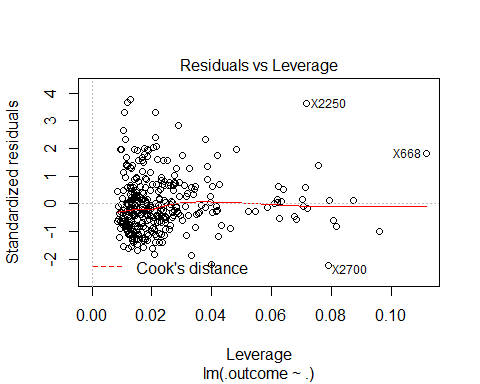 Residuals vs Leverage
Standardized residuals
4
3
2
1
0
-1
-2
X2250
X668
X2700
Cook's distance
0.00 0.02 0.04 0.06 0.08 0.10
Leverage
lm(.outcome ~ .)